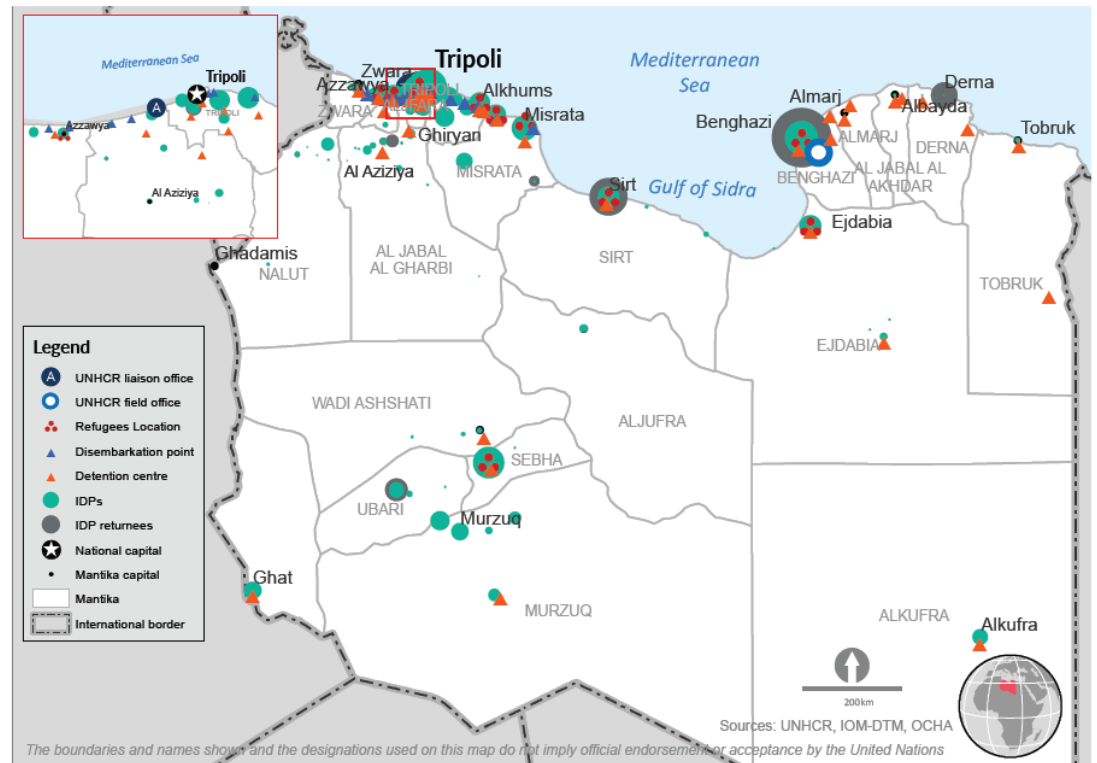 Mediterranean Sea
Tripoli
A
TRIPOLI
Azzawya
Al Aziziya
Tripoli
Mediterranean
Sea
Zwara
Azzawya
TRIPOLI
ZWARA
Alkhums
Misrata
Ghiryan
Al Aziziya
MISRATA
Derna
Almarj
Albayda
Benghazi
Tobruk
ALMARJ
DERNA
BENGHAZI
AL JABAL AL
AKHDAR
Sirt
Gulf of Sidra
Ejdabia
Ghadamis
NALUT
AL JABAL
AL GHARBI
SIRT
TOBRUK
EJDABIA
Legend
A UNHCR liaison office
UNHCR field office
Refugees Location
Disembarkation point
Detention centre
IDPs
IDP returnees
National capital
Mantika capital
Mantika
International border
WADI ASHSHATI
ALJUFRA
SEBHA
UBARI
Murzuq
Ghat
MURZUQ
ALKUFRA
Alkufra
200km
Sources: UNHCR, IOM-DTM, OCHA
The boundaries and names shown and the designations used on this map do not imply official endorsement or acceptance by the United Nations